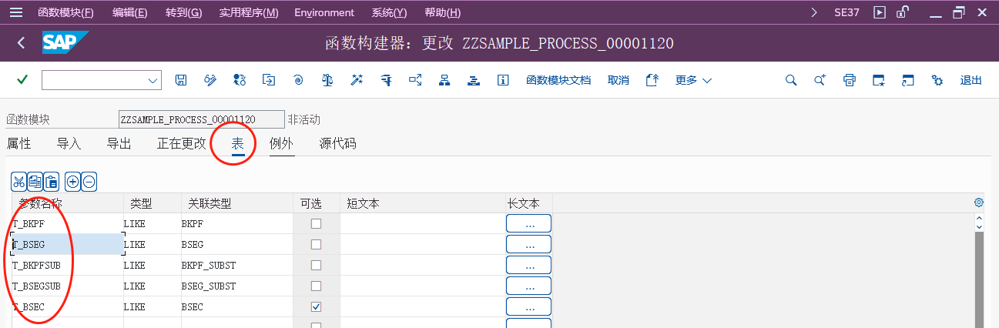 函数模块(F) 编辑(E) 转到(G) 实用程序(M) Environment 系统(Y) 帮助(H) SE37
SAP 函数构建器: 更改 ZZSAMPLE_PROCESS_00001120
函数模块文档 取消 更多 退出
函数模块 ZZSAMPLE_PROCESS_00001120 非活动
属性 导入 导出 正在更改 表 例外 源代码
参数名称 类型 关联类型 可选 短文本 长文本
T_BKPF LIKE BKPF ...
T_BSEG LIKE BSEG ...
T_BKPFSUB LIKE BKPF_SUBST ...
T_BSEGSUB LIKE BSEG_SUBST ...
T_BSEC LIKE BSEC ...